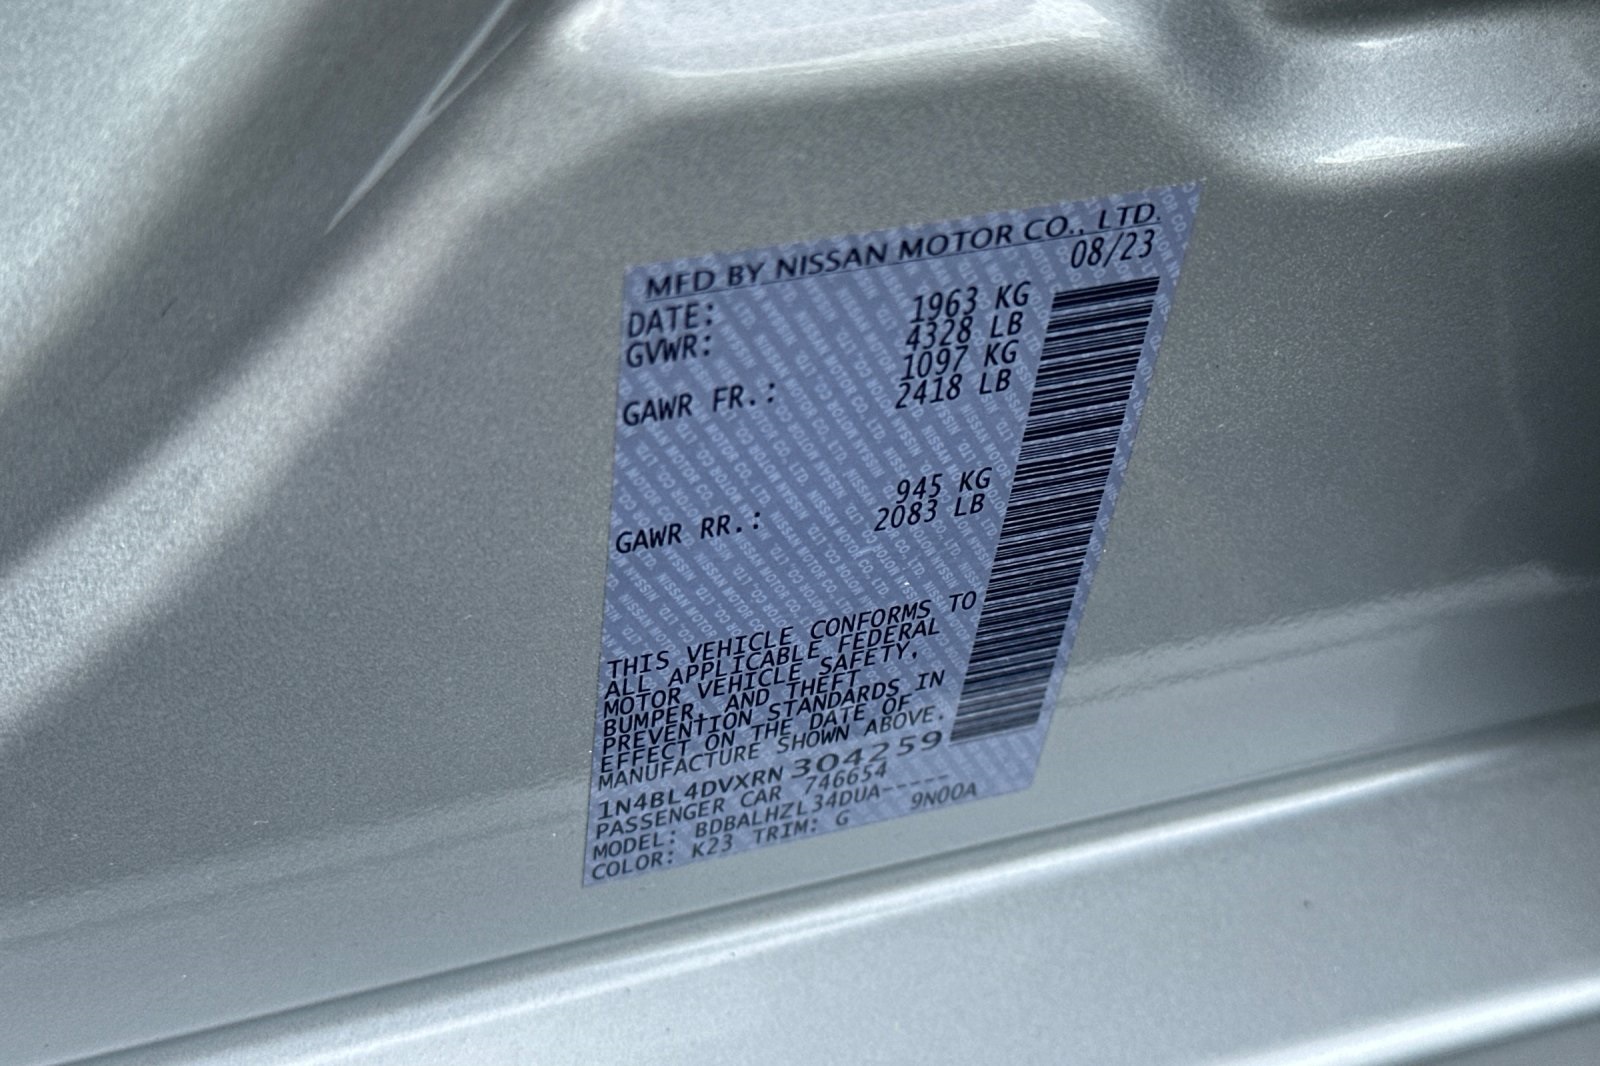 MFD BY NISSAN MOTOR CO., LTD.
DATE: 08/23
GVWR: 1963 KG
4328 LB
GAWR FR.: 1097 KG
2418 LB
GAWR RR.: 945 KG
2083 LB
THIS VEHICLE CONFORMS TO
ALL APPLICABLE FEDERAL
MOTOR VEHICLE SAFETY,
BUMPER, AND THEFT
PREVENTION STANDARDS IN
EFFECT ON THE DATE OF
MANUFACTURE SHOWN ABOVE.
1N4BL4DVXRN304259
PASSENGER CAR 746654
MODEL: BDBALHZL34DUA-----
COLOR: K23 TRIM: G 9N00A